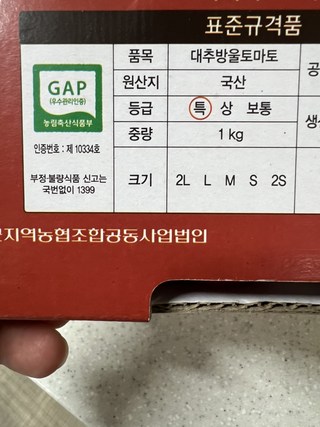 표준규격품
GAP
(우수관리인증)
농림축산식품부
인증번호 : 제 10334호
부정·불량식품 신고는
국번없이 1399
품목 대추방울토마토
원산지 국산
등급 특 상 보통
중량 1 kg
크기 2L L M S 2S
공
생
지역농협조합공동사업법인